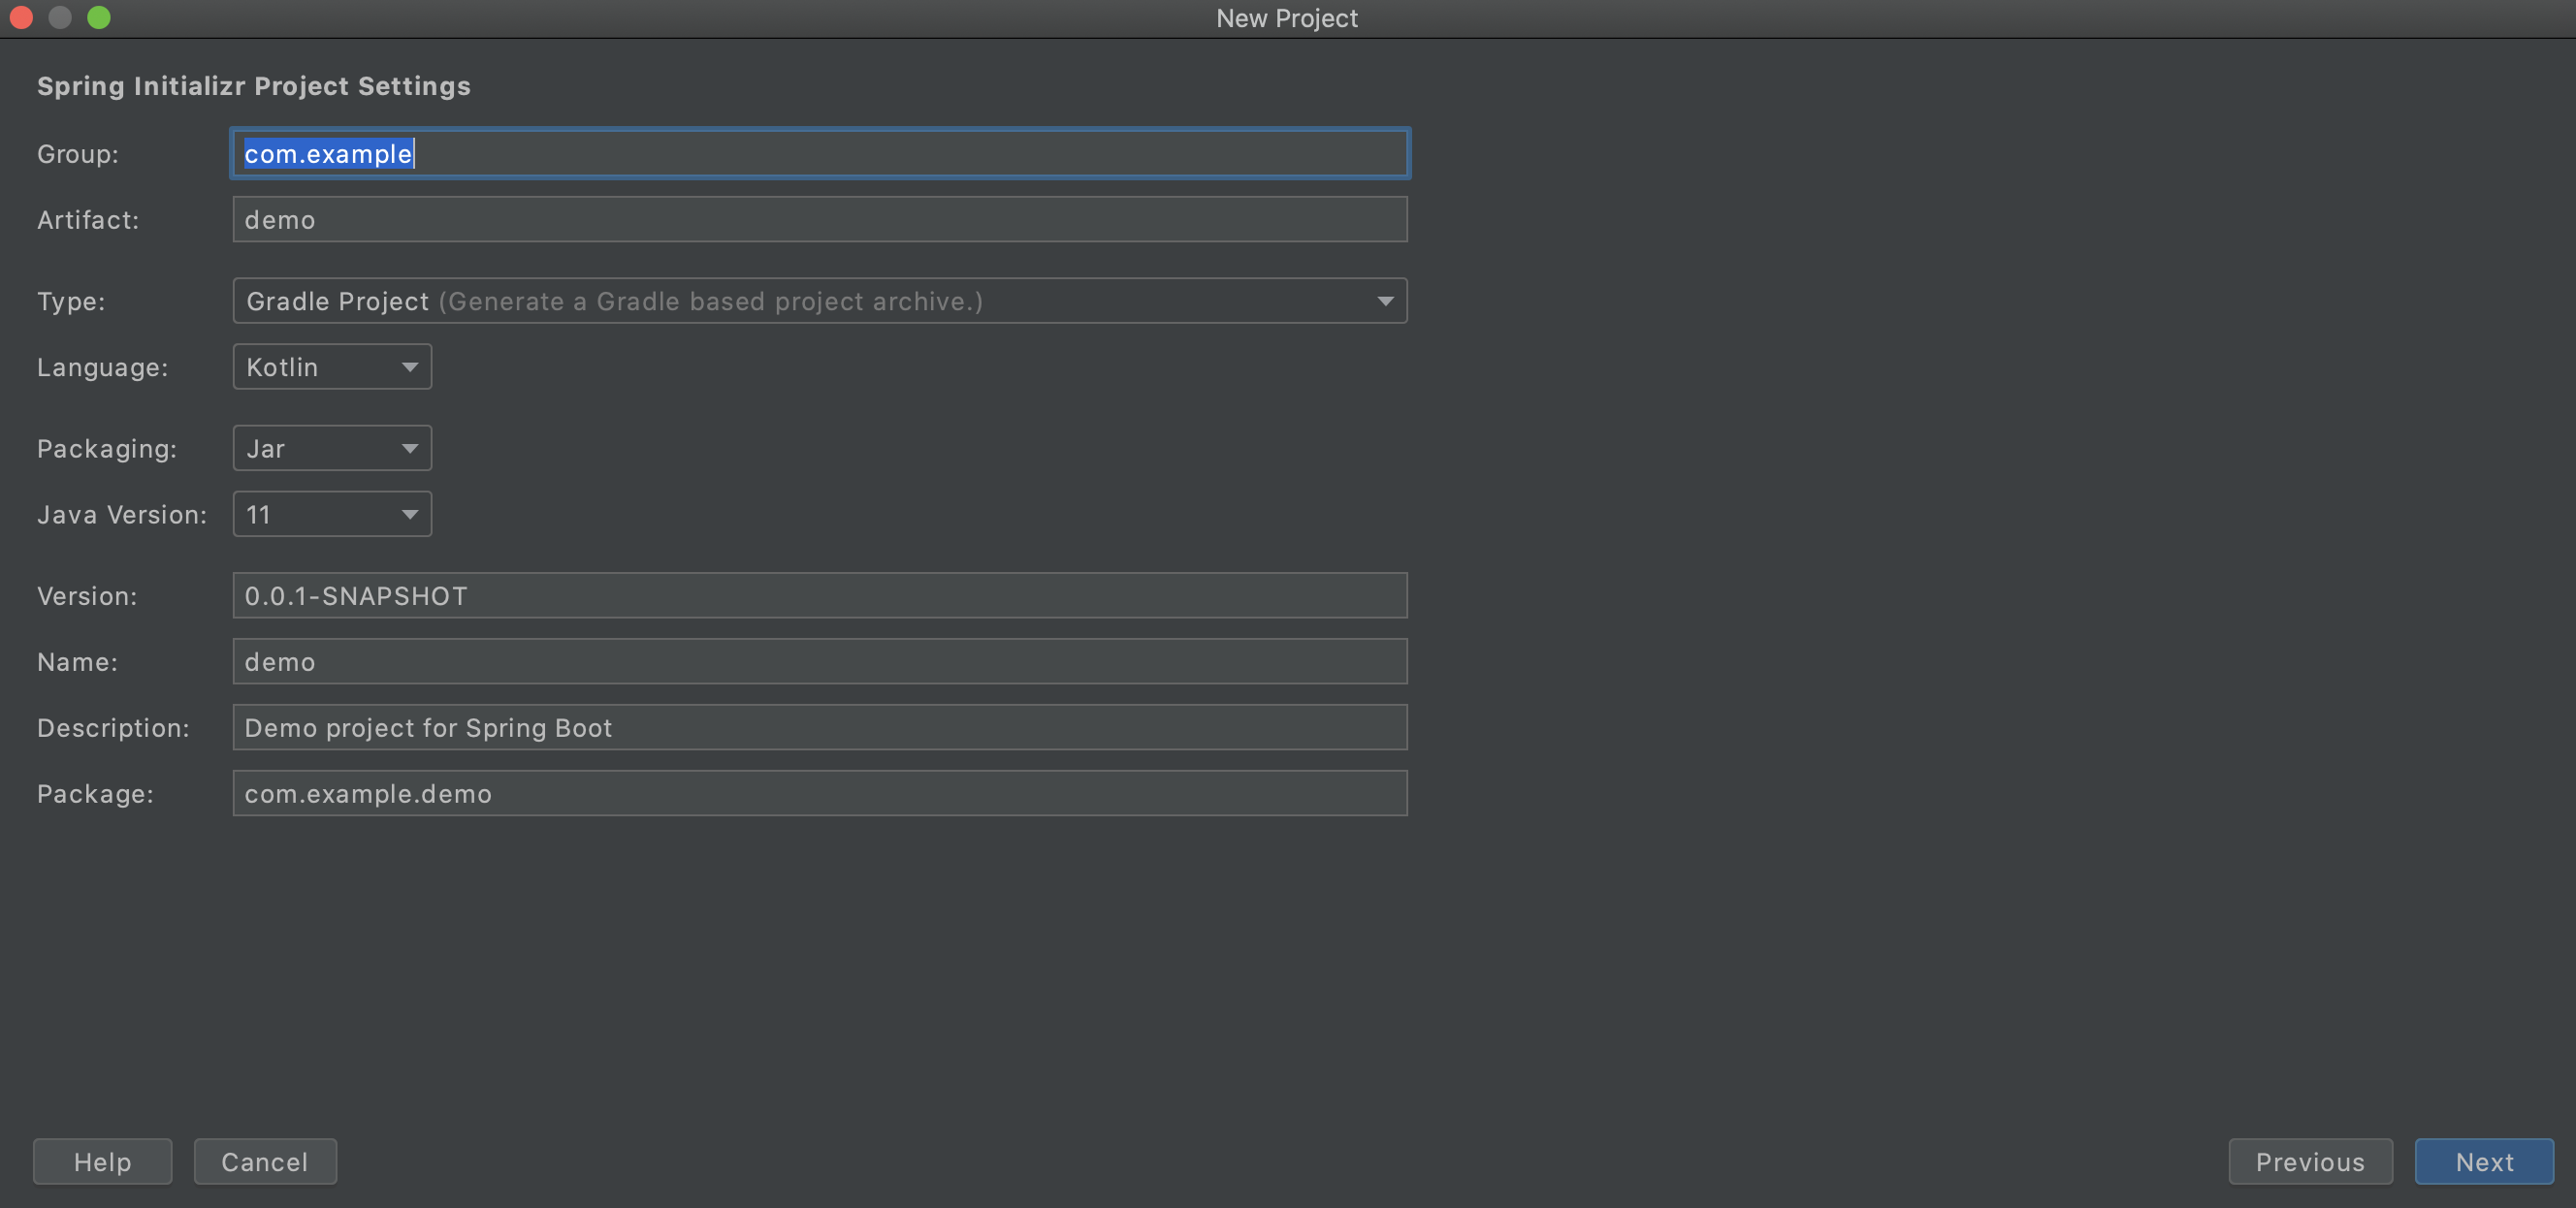 New Project
Spring Initializr Project Settings
Group: com.example
Artifact: demo
Type: Gradle Project (Generate a Gradle based project archive.)
Language: Kotlin
Packaging: Jar
Java Version: 11
Version: 0.0.1-SNAPSHOT
Name: demo
Description: Demo project for Spring Boot
Package: com.example.demo
Help Cancel Previous Next